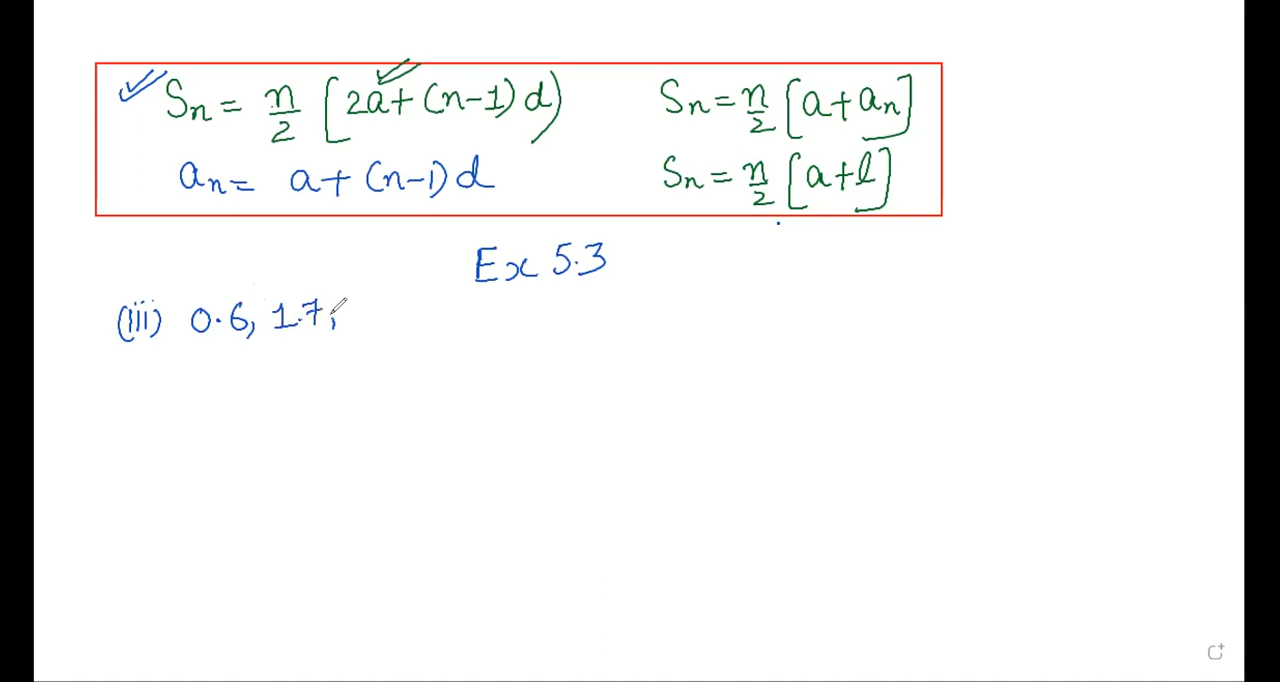 Sn = n/2 [2a+(n-1)d)
Sn = n/2 [a+an]
an = a+(n-1)d
Sn = n/2 [a+l]
Ex 5.3
(iii) 0.6, 1.7,